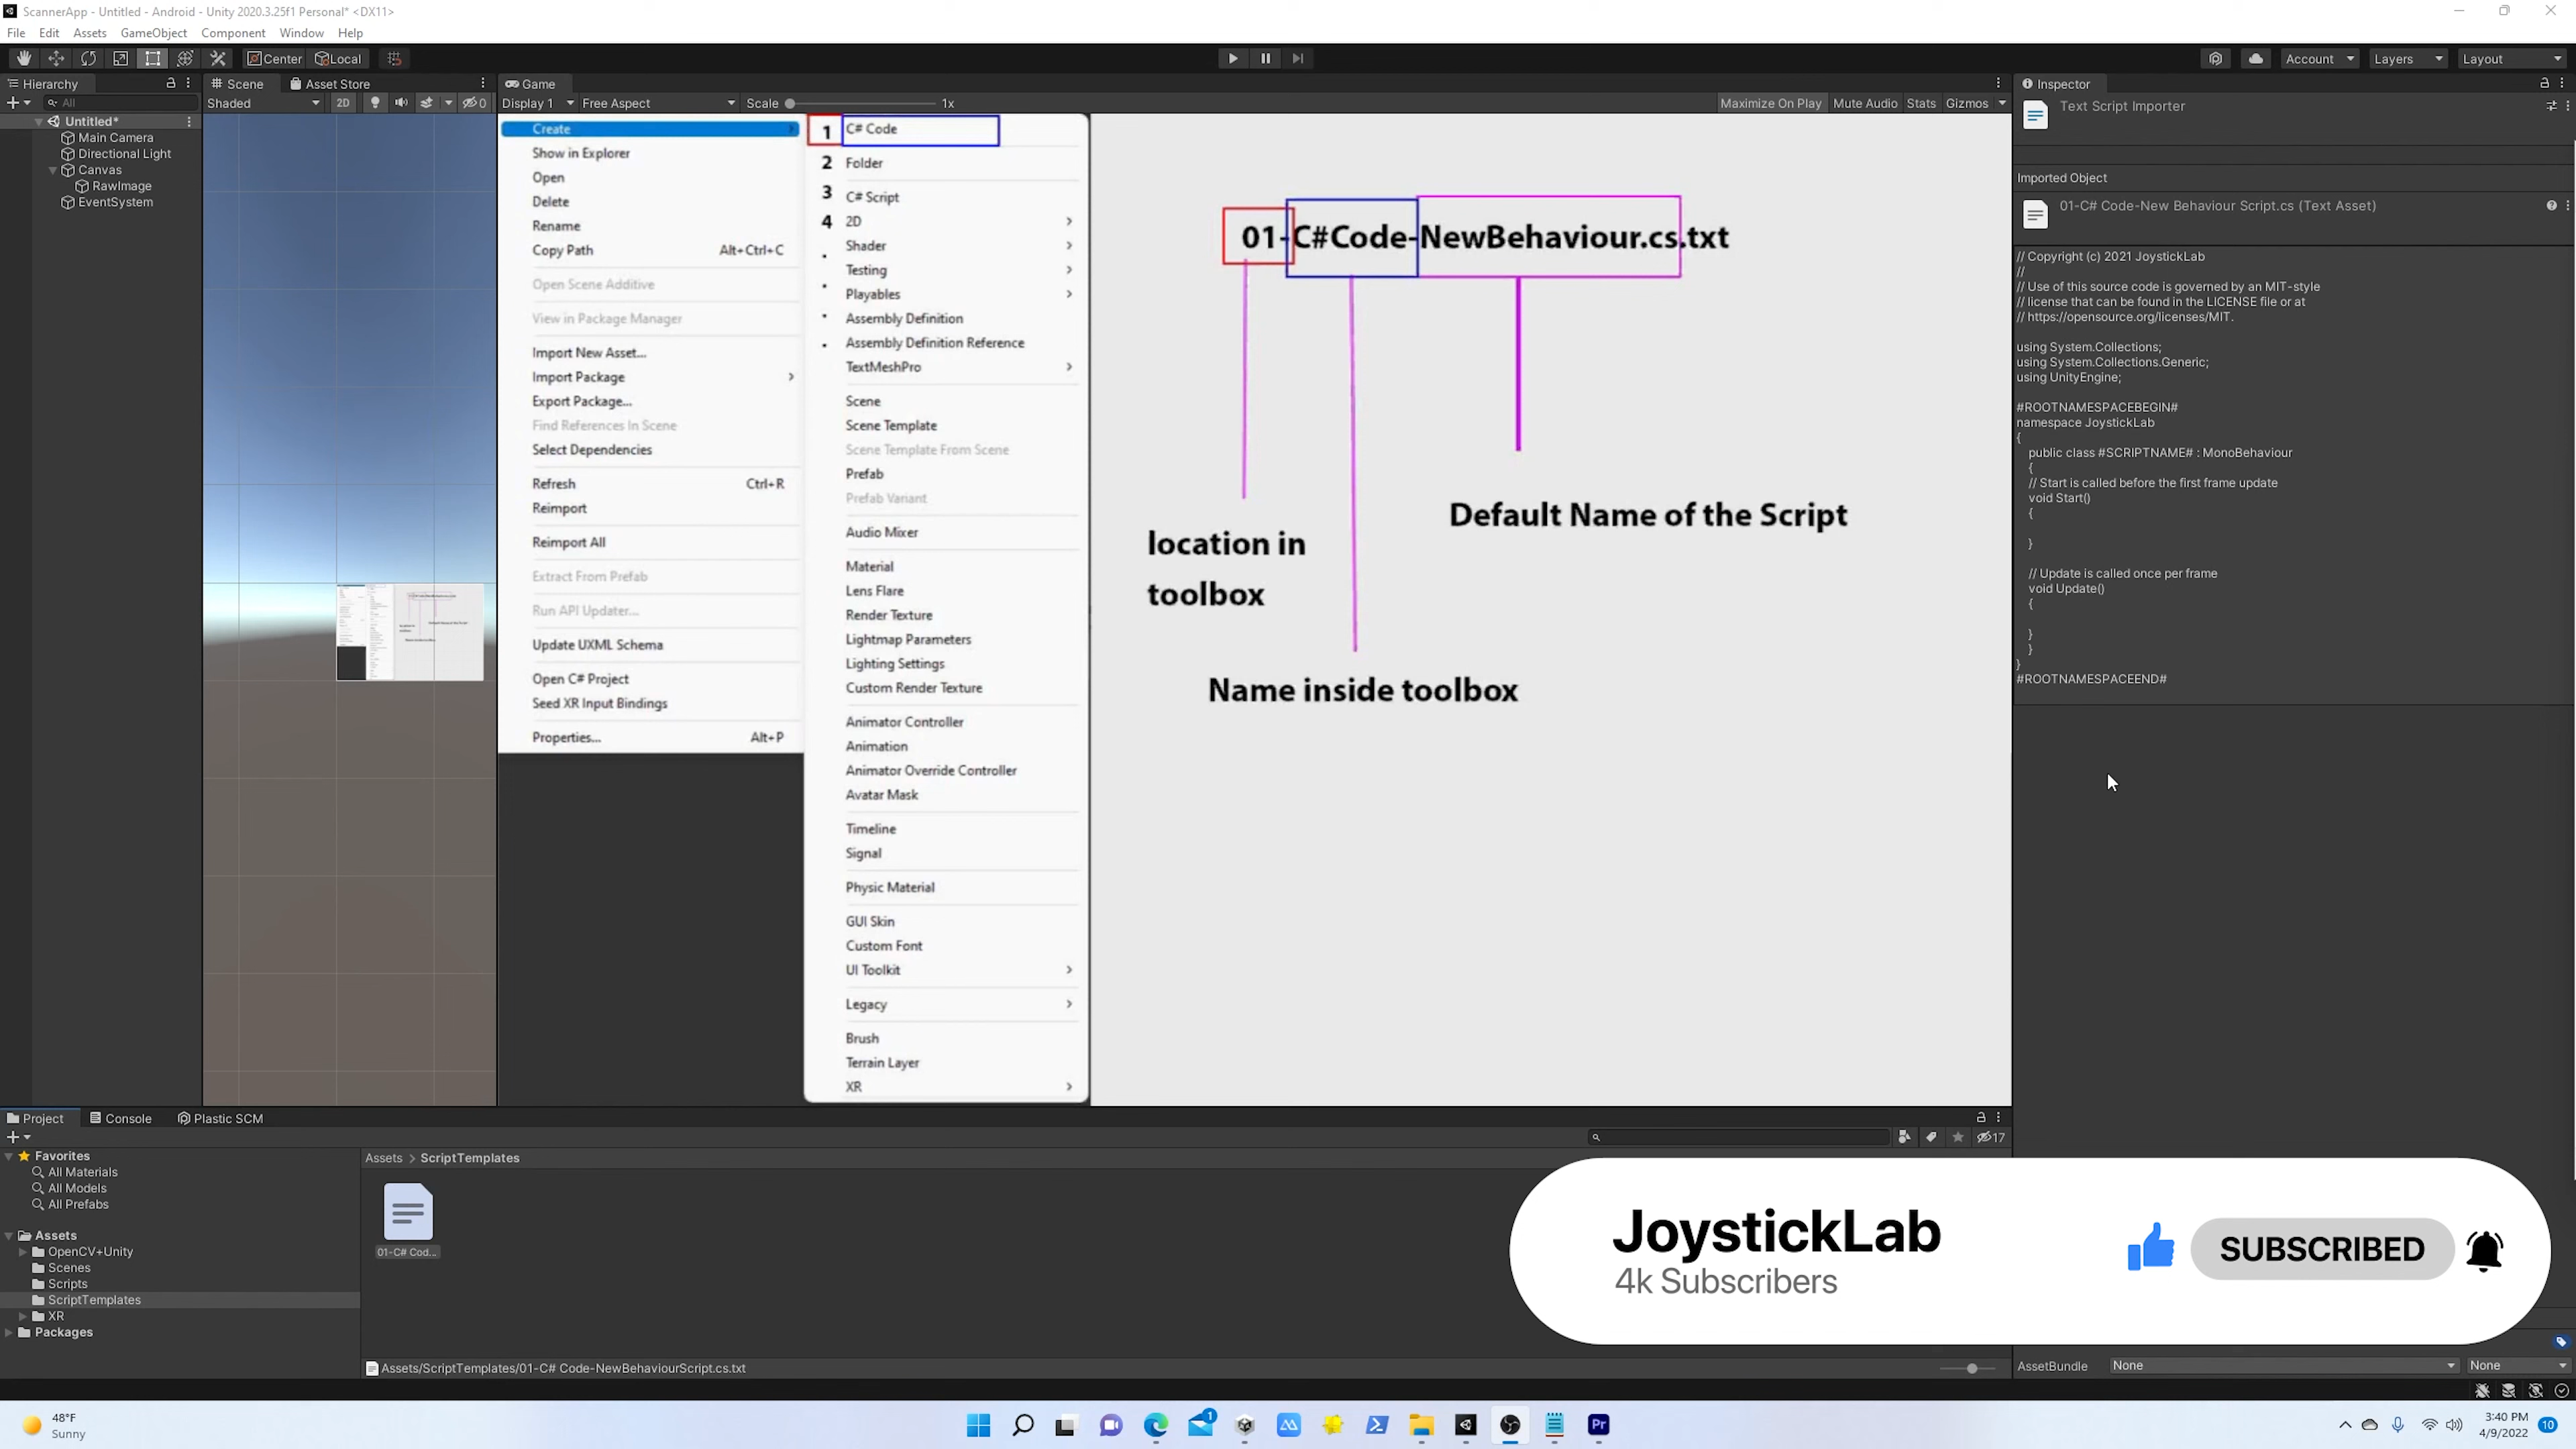 ScannerApp - Untitled - Android - Unity 2020.3.25f1 Personal* <DX11>
File Edit Assets GameObject Component Window Help
Center Local
Account Layers Layout
Hierarchy
All
Untitled*
Main Camera
Directional Light
Canvas
RawImage
EventSystem
Scene Asset Store
Shaded 2D 0
Game
Display 1 Free Aspect Scale 1x Maximize On Play Mute Audio Stats Gizmos
Create
Show in Explorer
Open
Delete
Rename
Copy Path Alt+Ctrl+C
Open Scene Additive
View in Package Manager
Import New Asset...
Import Package
Export Package...
Find References In Scene
Select Dependencies
Refresh Ctrl+R
Reimport
Reimport All
Extract From Prefab
Run API Updater...
Update UXML Schema
Open C# Project
Seed XR Input Bindings
Properties... Alt+P
1 C# Code
2 Folder
3 C# Script
4 2D
Shader
Testing
Playables
Assembly Definition
Assembly Definition Reference
TextMeshPro
Scene
Scene Template
Scene Template From Scene
Prefab
Prefab Variant
Audio Mixer
Material
Lens Flare
Render Texture
Lightmap Parameters
Lighting Settings
Custom Render Texture
Animator Controller
Animation
Animator Override Controller
Avatar Mask
Timeline
Signal
Physic Material
GUI Skin
Custom Font
UI Toolkit
Legacy
Brush
Terrain Layer
XR
01-C#Code-NewBehaviour.cs.txt
location in
toolbox
Default Name of the Script
Name inside toolbox
Inspector
Text Script Importer
Imported Object
01-C# Code-New Behaviour Script.cs (Text Asset)
// Copyright (c) 2021 JoystickLab
//
// Use of this source code is governed by an MIT-style
// license that can be found in the LICENSE file or at
// https://opensource.org/licenses/MIT.
using System.Collections;
using System.Collections.Generic;
using UnityEngine;
#ROOTNAMESPACEBEGIN#
namespace JoystickLab
{
public class #SCRIPTNAME# : MonoBehaviour
{
// Start is called before the first frame update
void Start()
{
}
// Update is called once per frame
void Update()
{
}
}
}
#ROOTNAMESPACEEND#
Project Console Plastic SCM
17
Favorites
All Materials
All Models
All Prefabs
Assets
OpenCV+Unity
Scenes
Scripts
ScriptTemplates
XR
Packages
Assets > ScriptTemplates
01-C# Cod...
Assets/ScriptTemplates/01-C# Code-NewBehaviourScript.cs.txt
JoystickLab
4k Subscribers
SUBSCRIBED
AssetBundle None None
48°F
Sunny
1
Pr
3:40 PM
4/9/2022
10